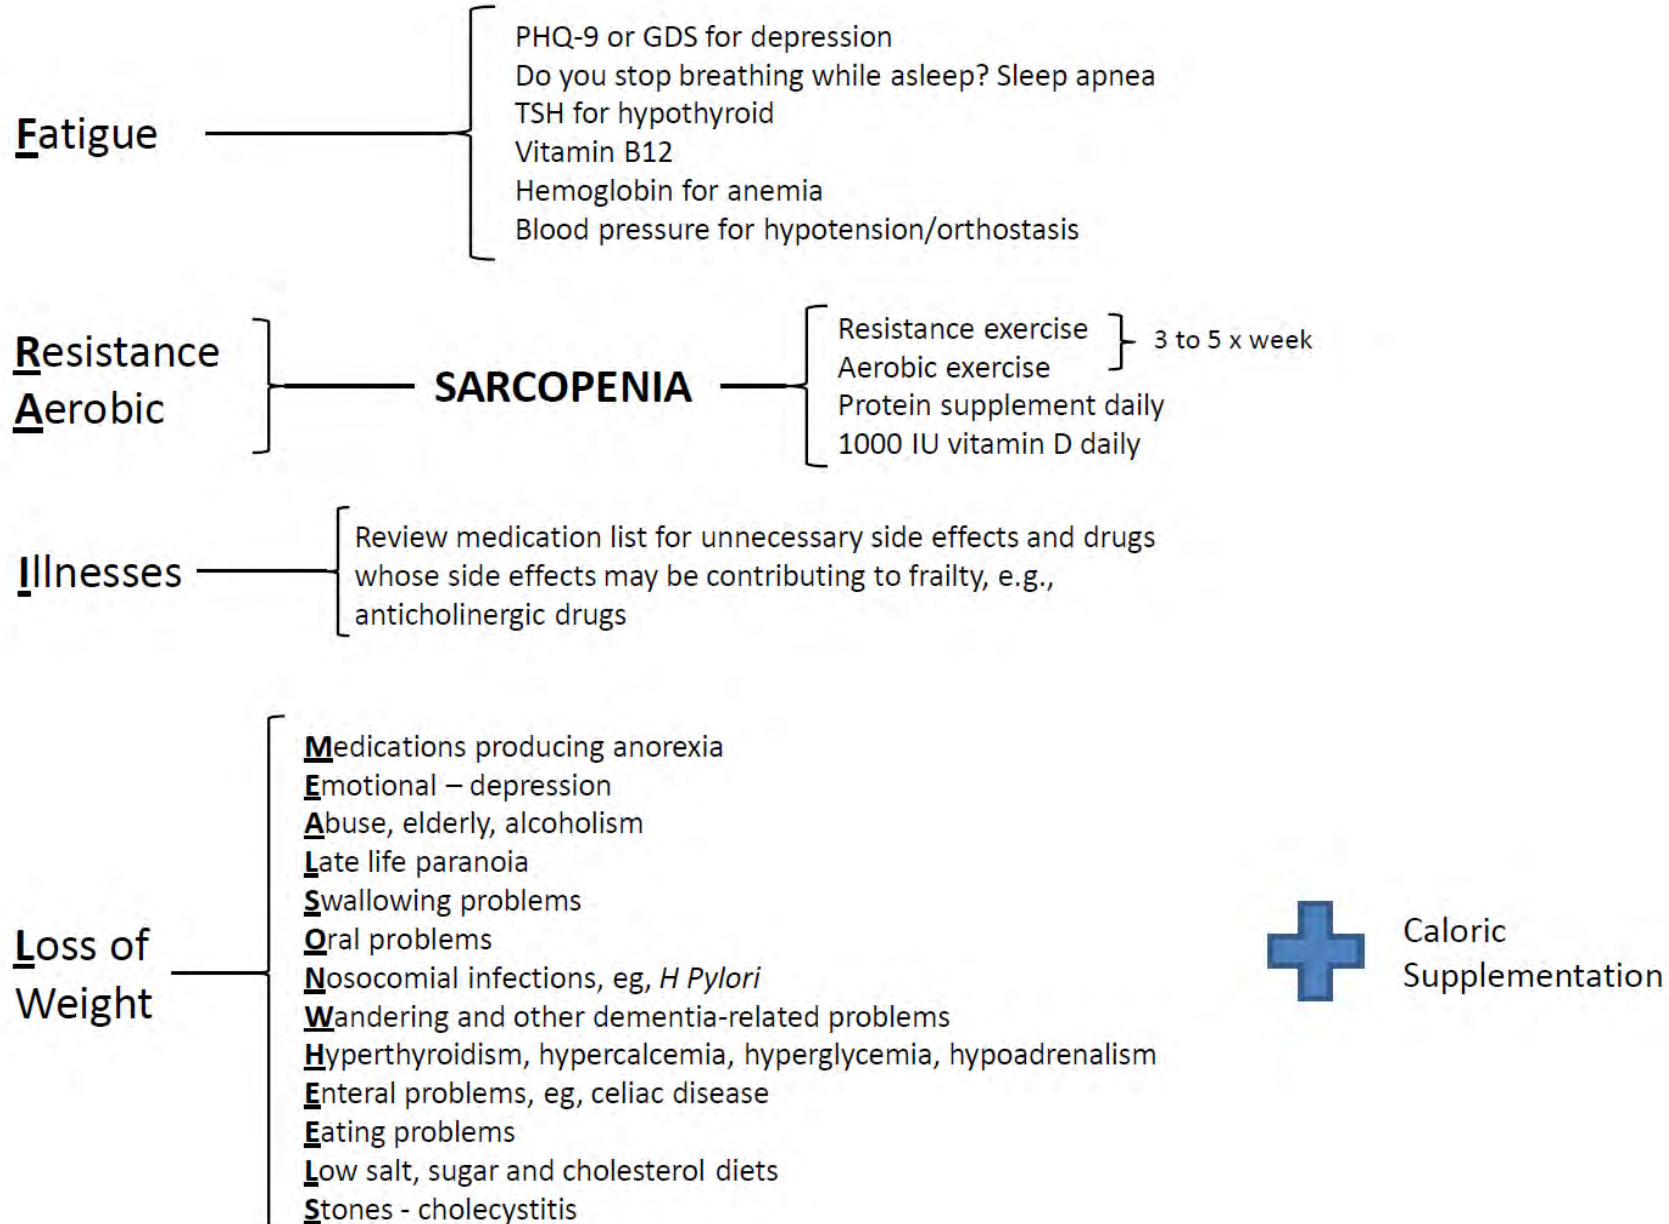 Fatigue
PHQ-9 or GDS for depression
Do you stop breathing while asleep? Sleep apnea
TSH for hypothyroid
Vitamin B12
Hemoglobin for anemia
Blood pressure for hypotension/orthostasis
Resistance
Aerobic
SARCOPENIA
Resistance exercise
Aerobic exercise
3 to 5 x week
Protein supplement daily
1000 IU vitamin D daily
Illnesses
Review medication list for unnecessary side effects and drugs
whose side effects may be contributing to frailty, e.g.,
anticholinergic drugs
Loss of
Weight
Medications producing anorexia
Emotional – depression
Abuse, elderly, alcoholism
Late life paranoia
Swallowing problems
Oral problems
Nosocomial infections, eg, H Pylori
Wandering and other dementia-related problems
Hyperthyroidism, hypercalcemia, hyperglycemia, hypoadrenalism
Enteral problems, eg, celiac disease
Eating problems
Low salt, sugar and cholesterol diets
Stones - cholecystitis
Caloric
Supplementation